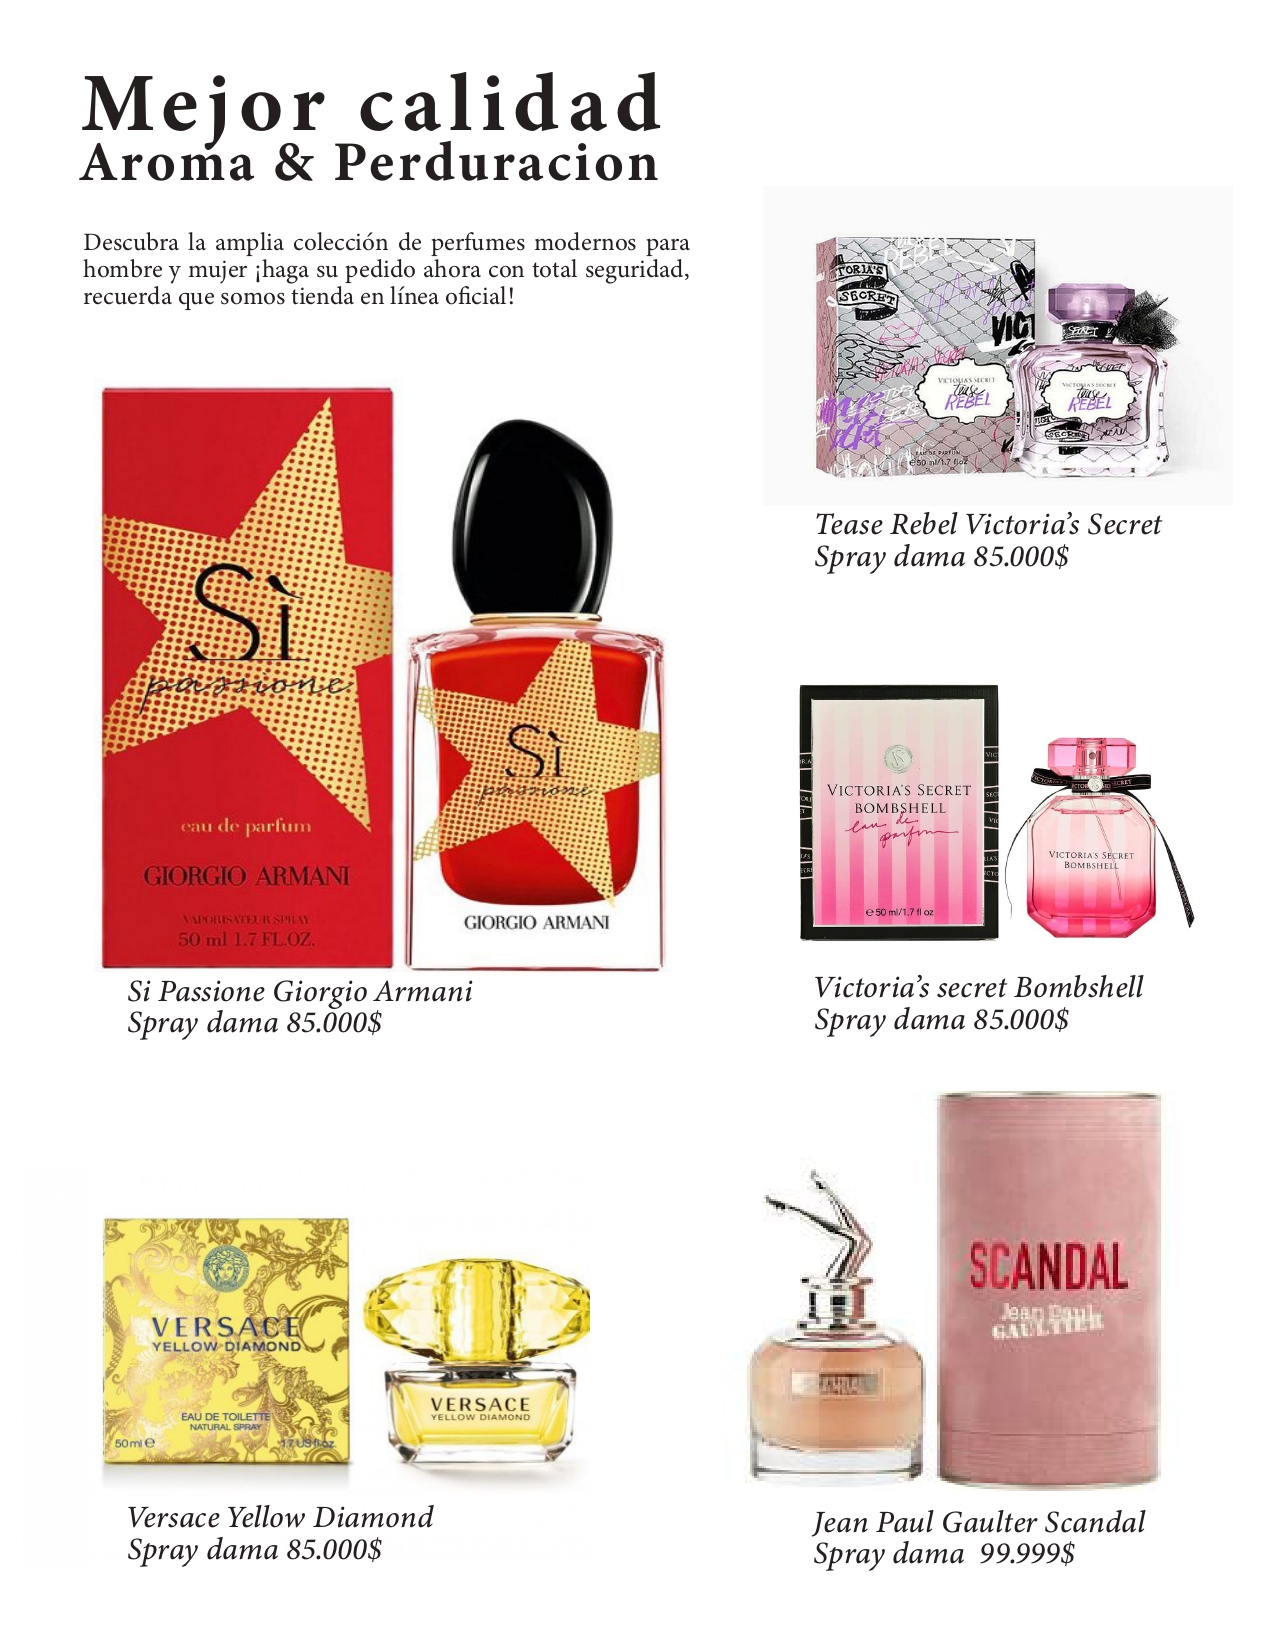 Mejor calidad
Aroma & Perduracion
Descubra la amplia colección de perfumes modernos para
hombre y mujer ¡haga su pedido ahora con total seguridad,
recuerda que somos tienda en línea oficial!
VICTORIA'S SECRET
Tease
REBEL
EAU DE PARFUM
e50 ml/1.7 floz
SECRET
VICTORIA'S SECRET
Tease
REBEL
SECRET
Tease Rebel Victoria's Secret
Spray dama 85.000$
Sì
passione
eau de parfum
GIORGIO ARMANI
VAPORISATEUR SPRAY
50 ml 1.7 FL.OZ.
Sì
passione
GIORGIO ARMANI
Si Passione Giorgio Armani
Spray dama 85.000$
VICTORIA'S SECRET
BOMBSHELL
eau de
parfum
e 50 ml/1.7 fl oz
VICTORIA'S SECRET
BOMBSHELL
Victoria's secret Bombshell
Spray dama 85.000$
VERSACE
YELLOW DIAMOND
EAU DE TOILETTE
NATURAL SPRAY
50 ml e 1.7 US fl.oz.
VERSACE
YELLOW DIAMOND
Versace Yellow Diamond
Spray dama 85.000$
SCANDAL
Jean Paul
GAULTIER
Jean Paul Gaulter Scandal
Spray dama  99.999$